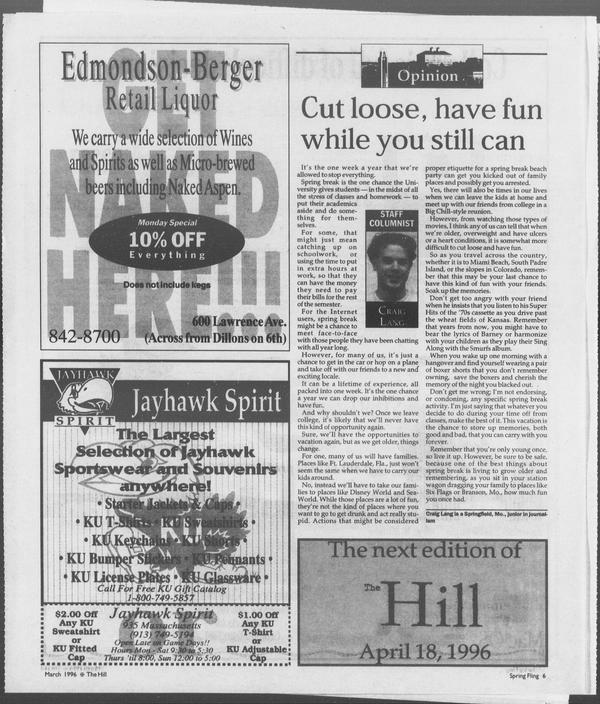 GET
NAKED
HERE!!!
Edmondson-Berger
Retail Liquor
We carry a wide selection of Wines
and Spirits as well as Micro-brewed
beers including Naked Aspen.
Monday Special
10% OFF
Everything
Does not include kegs
600 Lawrence Ave.
842-8700 (Across from Dillons on 6th)
JAYHAWK
SPIRIT
Jayhawk Spirit
The Largest
Selection of Jayhawk
Sportswear and Souvenirs
anywhere!
• Starter Jackets & Caps •
• KU T-Shirts • KU Sweatshirts •
• KU Keychains • KU Shorts •
• KU Bumper Stickers • KU Pennants •
• KU License Plates • KU Glassware •
Call For Free KU Gift Catalog
1-800-749-5857
$2.00 Off
Any KU
Sweatshirt
or
KU Fitted
Cap
Jayhawk Spirit
935 Massachusetts
(913) 749-5194
Open Late on Game Days!!
Hours Mon - Sat 9:30 to 5:30
Thurs 'til 8:00, Sun 12:00 to 5:00
$1.00 Off
Any KU
T-Shirt
or
KU Adjustable
Cap
Opinion
Cut loose, have fun
while you still can
It's the one week a year that we're
allowed to stop everything.
Spring break is the one chance the Uni-
versity gives students — in the midst of all
the stress of classes and homework — to
put their academics
aside and do some-
thing for them-
selves.
For some, that
might just mean
catching up on
schoolwork, or
using the time to put
in extra hours at
work, so that they
can have the money
they need to pay
their bills for the rest
of the semester.
For the Internet
users, spring break
might be a chance to
meet face-to-face
with those people they have been chatting
with all year long.
However, for many of us, it's just a
chance to get in the car or hop on a plane
and take off with our friends to a new and
exciting locale.
It can be a lifetime of experience, all
packed into one week. It's the one chance
a year we can drop our inhibitions and
have fun.
And why shouldn't we? Once we leave
college, it's likely that we'll never have
this kind of opportunity again.
Sure, we'll have the opportunities to
vacation again, but as we get older, things
change.
For one, many of us will have families.
Places like Ft. Lauderdale, Fla., just won't
seem the same when we have to carry our
kids around.
No, instead we'll have to take our fami-
lies to places like Disney World and Sea-
World. While those places are a lot of fun,
they're not the kind of places where you
want to go to get drunk and act really stu-
pid. Actions that might be considered
STAFF
COLUMNIST
CRAIG
LANG
proper etiquette for a spring break beach
party can get you kicked out of family
places and possibly get you arrested.
Yes, there will also be times in our lives
when we can leave the kids at home and
meet up with our friends from college in a
Big Chill-style reunion.
However, from watching those types of
movies, I think any of us can tell that when
we're older, overweight and have ulcers
or a heart conditions, it is somewhat more
difficult to cut loose and have fun.
So as you travel across the country,
whether it is to Miami Beach, South Padre
Island, or the slopes in Colorado, remem-
ber that this may be your last chance to
have this kind of fun with your friends.
Soak up the memories.
Don't get too angry with your friend
when he insists that you listen to his Super
Hits of the '70s cassette as you drive past
the wheat fields of Kansas. Remember
that years from now, you might have to
bear the lyrics of Barney or harmonize
with your children as they play their Sing
Along with the Smurfs album.
When you wake up one morning with a
hangover and find yourself wearing a pair
of boxer shorts that you don't remember
owning, save the boxers and cherish the
memory of the night you blacked out.
Don't get me wrong; I'm not endorsing,
or condoning, any specific spring break
activity. I'm just saying that whatever you
decide to do during your time off from
classes, make the best of it. This vacation is
the chance to store up memories, both
good and bad, that you can carry with you
forever.
Remember that you're only young once,
so live it up. However, be sure to be safe,
because one of the best things about
spring break is living to grow older and
remembering, as you sit in your station
wagon dragging your family to places like
Six Flags or Branson, Mo., how much fun
you once had.
Craig Lang is a Springfield, Mo., junior in journal-
ism
The next edition of
The
Hill
April 18, 1996
March 1996 The Hill
Spring Fling 6